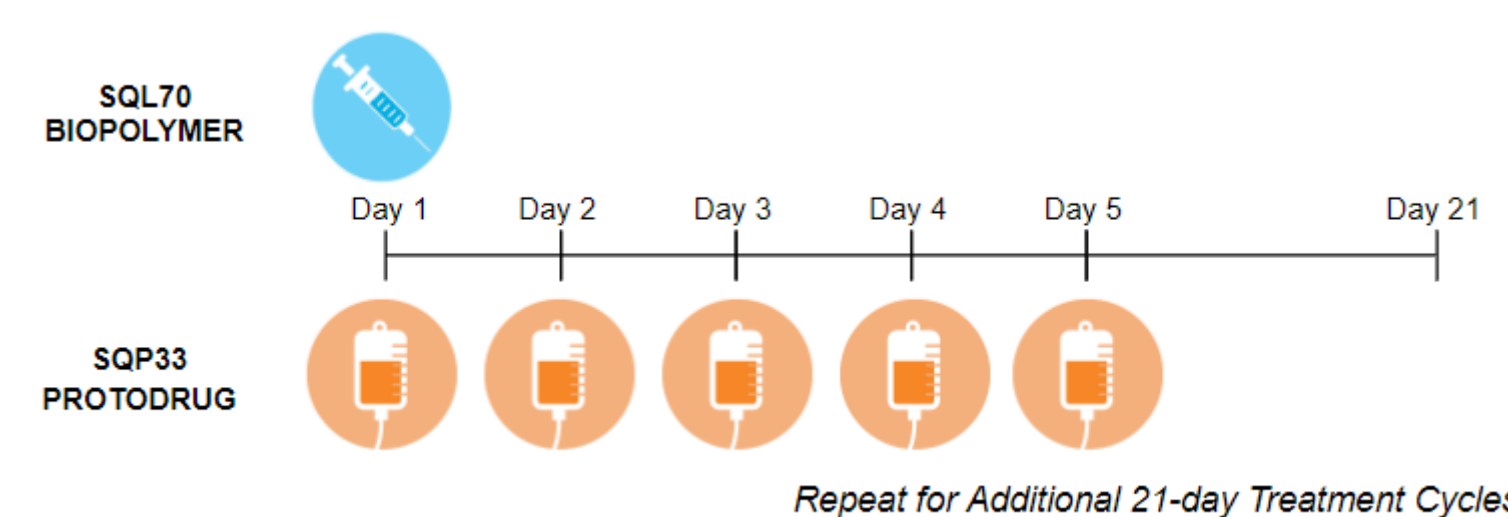 SQL70
BIOPOLYMER
Day 1 Day 2 Day 3 Day 4 Day 5 Day 21
SQP33
PROTODRUG
Repeat for Additional 21-day Treatment Cycles